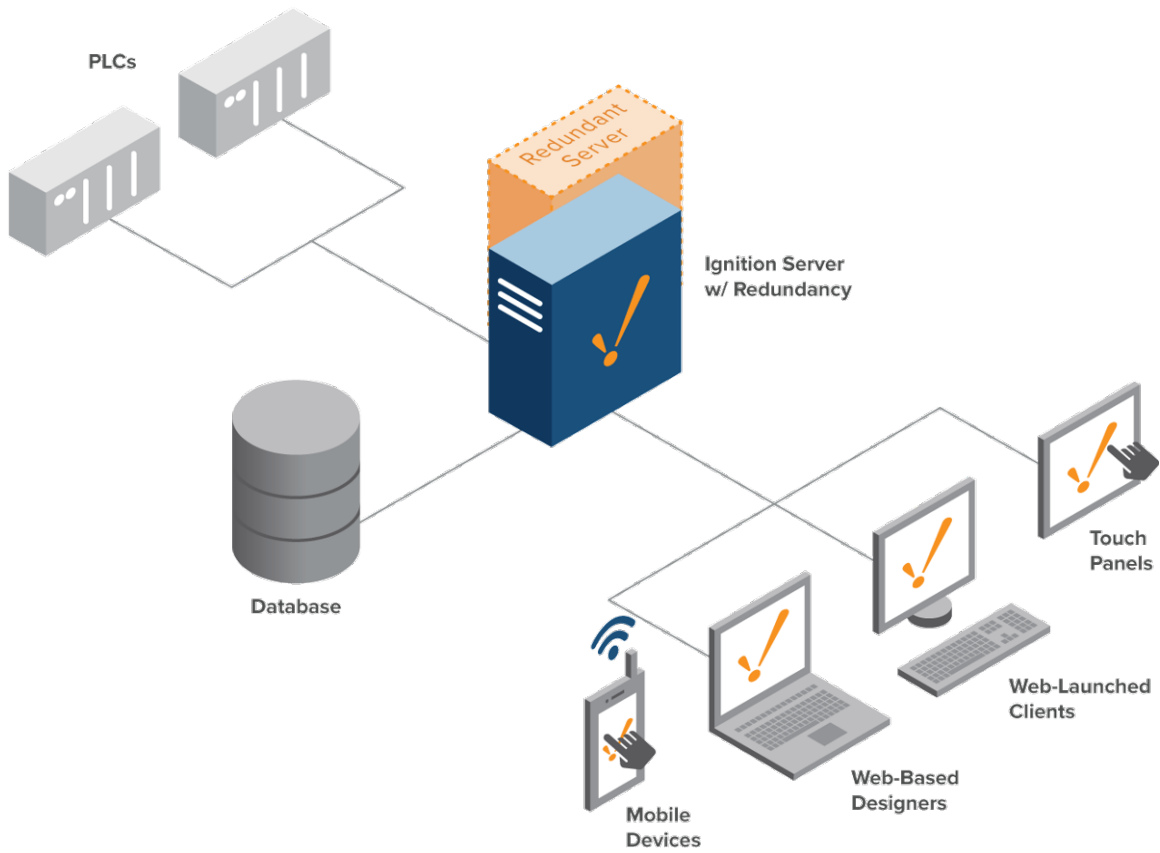 PLCs
Redundant
Server
Ignition Server
w/ Redundancy
Touch
Panels
Database
Web-Launched
Clients
Web-Based
Designers
Mobile
Devices